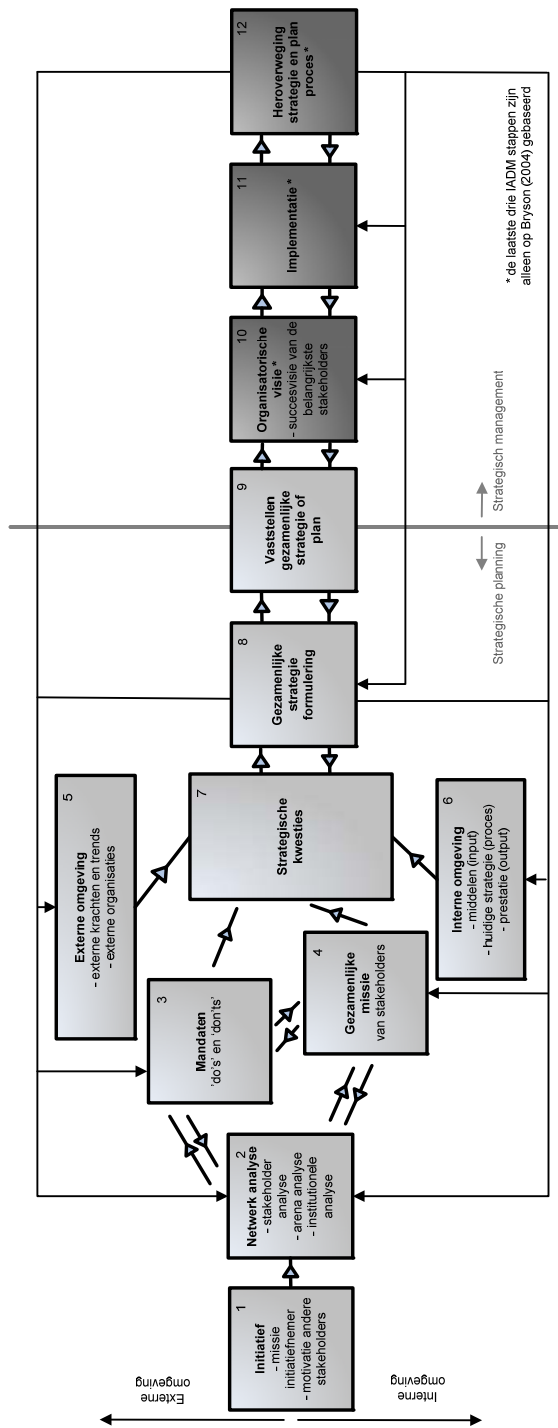 Externe
omgeving
Interne
omgeving
1
Initiatief
- missie
initiatiefnemer
- motivatie andere
stakeholders
2
Netwerk analyse
- stakeholder
analyse
- arena analyse
- institutionele
analyse
3
Mandaten
'do's' en 'don'ts'
4
Gezamenlijke
missie
van stakeholders
5
Externe omgeving
- externe krachten en trends
- externe organisaties
6
Interne omgeving
- middelen (input)
- huidige strategie (proces)
- prestatie (output)
7
Strategische
kwesties
8
Gezamenlijke
strategie
formulering
9
Vaststellen
gezamenlijke
strategie of
plan
10
Organisatorische
visie *
- succesvisie van de
belangrijkste
stakeholders
11
Implementatie *
12
Heroverweging
strategie en plan
proces *
Strategische planning
Strategisch management
* de laatste drie IADM stappen zijn
alleen op Bryson (2004) gebaseerd